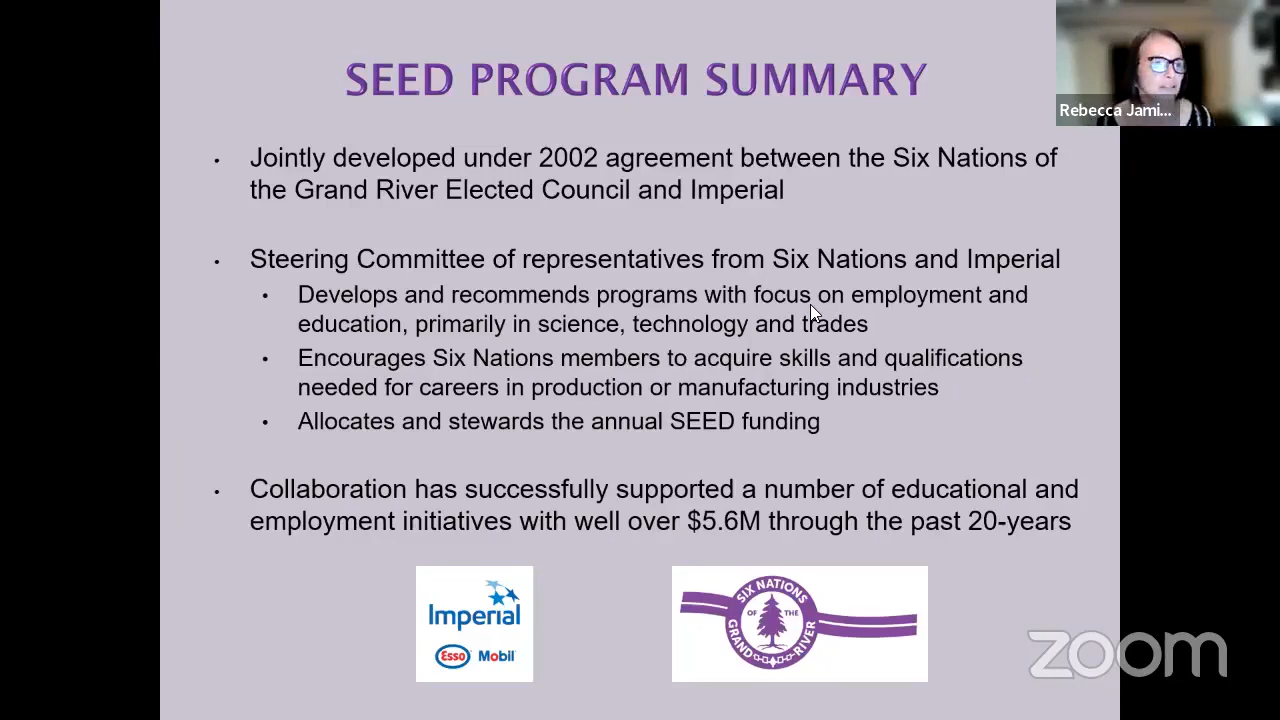 SEED PROGRAM SUMMARY
Rebecca Jami...
• Jointly developed under 2002 agreement between the Six Nations of
the Grand River Elected Council and Imperial
• Steering Committee of representatives from Six Nations and Imperial
• Develops and recommends programs with focus on employment and
education, primarily in science, technology and trades
• Encourages Six Nations members to acquire skills and qualifications
needed for careers in production or manufacturing industries
• Allocates and stewards the annual SEED funding
• Collaboration has successfully supported a number of educational and
employment initiatives with well over $5.6M through the past 20-years
Imperial
Esso Mobil
SIX NATIONS
OF THE
GRAND RIVER
zoom